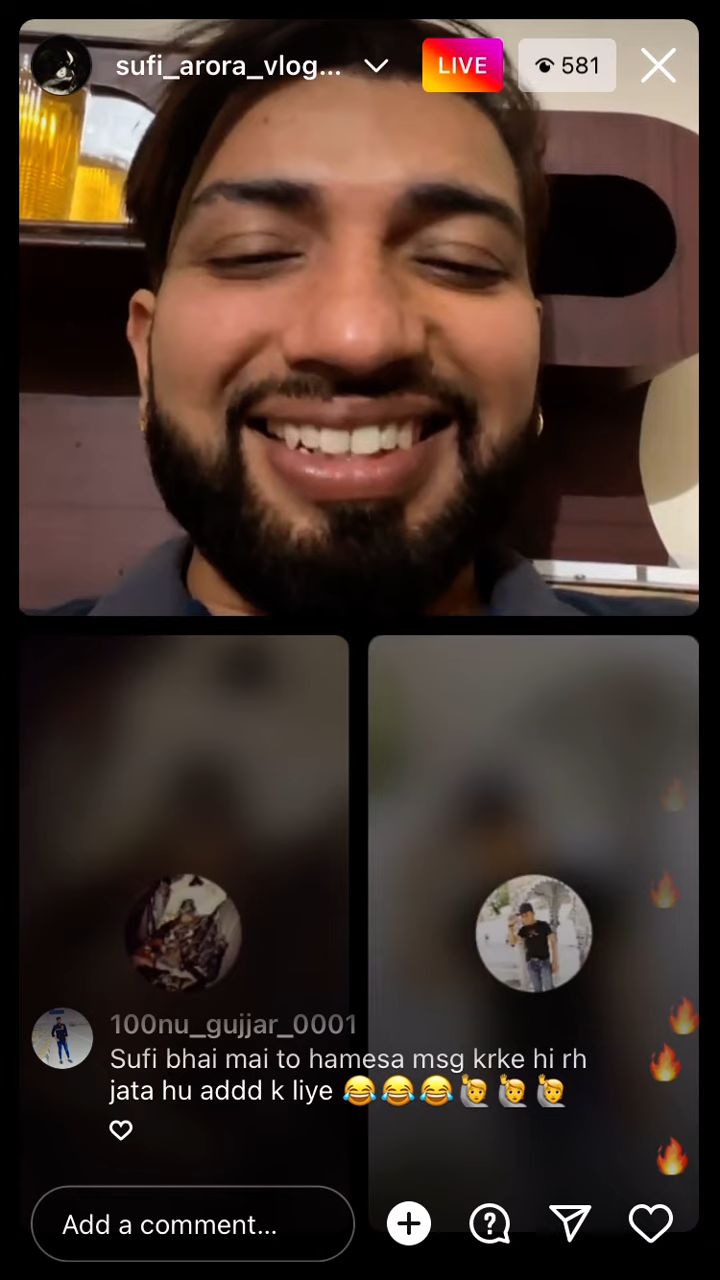 sufi_arora_vlog...
LIVE
581
100nu_gujjar_0001
Sufi bhai mai to hamesa msg krke hi rh
jata hu addd k liye 😂😂😂🙋🙋🙋
Add a comment...